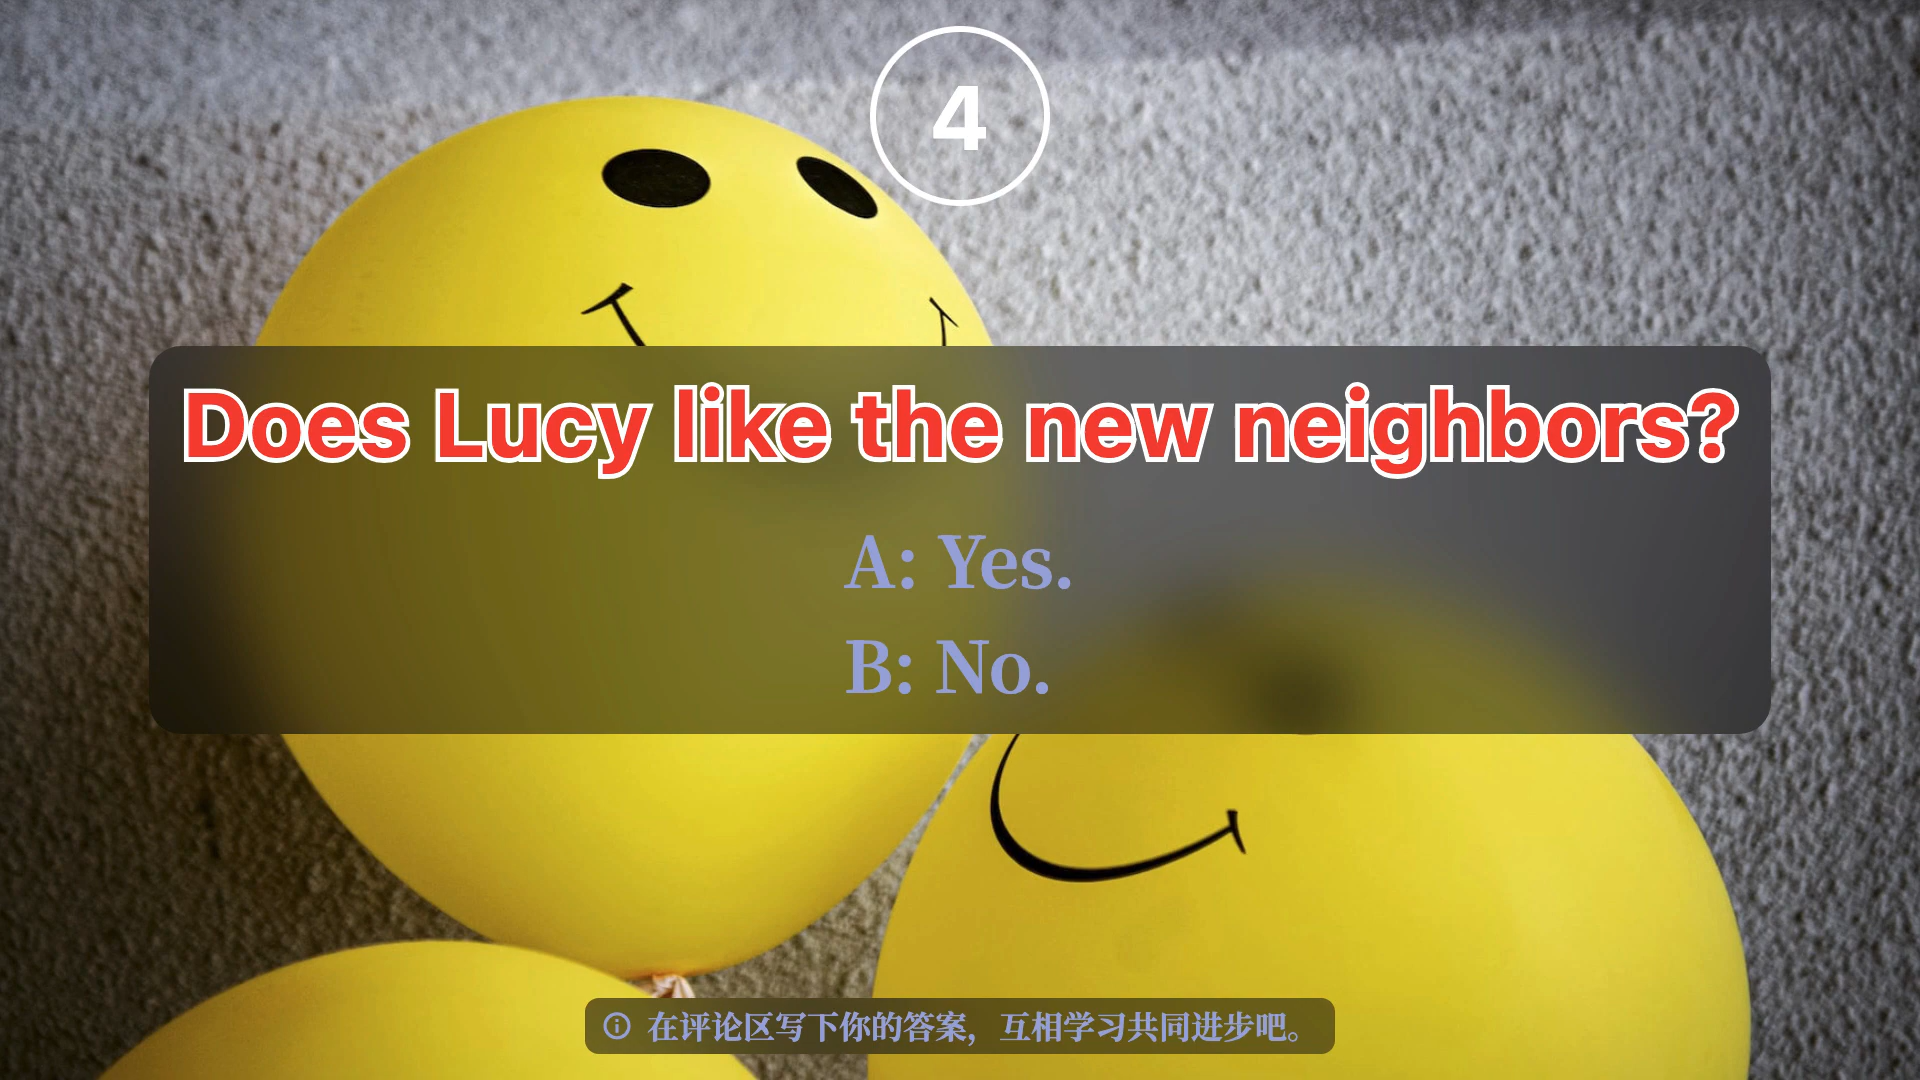 4
Does Lucy like the new neighbors?
A: Yes.
B: No.
在评论区写下你的答案，互相学习共同进步吧。